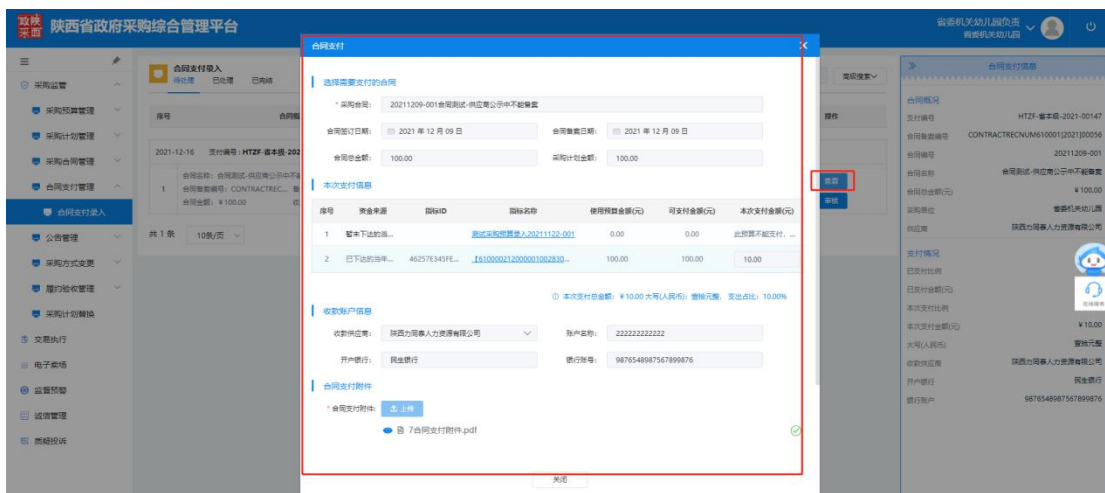 陕西省政府采购综合管理平台
省委机关幼儿园负责
省委机关幼儿园
采购监管
采购预算管理
采购计划管理
采购合同管理
合同支付管理
合同支付录入
公告管理
采购方式变更
履约验收管理
采购计划替换
交易执行
电子卖场
监督预警
诚信管理
质疑投诉
合同支付录入
待处理 已处理 已完结
高级搜索
序号
操作
2021-12-16 支付编号：HTZF-省本级-202
1
合同名称：合同测试-供应商公示中不能
合同备案编号：CONTRACTREC...
合同金额：￥100.00
查看
审核
共 1 条 10条/页
合同支付
选择需要支付的合同
* 采购合同： 20211209-001合同测试-供应商公示中不能备案
合同签订日期： 2021 年 12 月 09 日 合同备案日期： 2021 年 12 月 09 日
合同总金额： 100.00 采购计划金额： 100.00
本次支付信息
序号 资金来源 指标ID 指标名称 使用预算金额(元) 可支付金额(元) 本次支付金额(元)
1 暂未下达的当... 测试采购预算录入20211122-001 0.00 0.00 此预算不能支付，...
2 已下达的当年... 46257E345FE... 【610000212000001002830... 100.00 100.00 10.00
本次支付总金额：￥10.00 大写(人民币)：壹拾元整， 支出占比：10.00%
收款账户信息
收款供应商： 陕西力同泰人力资源有限公司 账户名称： 222222222222
开户银行： 民生银行 银行账号： 9876548987567899876
合同支付附件
* 合同支付附件： 上传
7合同支付附件.pdf
关闭
合同支付信息
合同概况
支付编号 HTZF-省本级-2021-00147
合同备案编号 CONTRACTRECNUM610001[2021]00056
合同编号 20211209-001
合同名称 合同测试-供应商公示中不能备案
合同总金额(元) ￥100.00
采购单位 省委机关幼儿园
供应商 陕西力同泰人力资源有限公司
支付情况
已支付比例
已支付金额(元)
本次支付比例
本次支付金额(元) ￥10.00
大写(人民币) 壹拾元整
收款供应商 陕西力同泰人力资源有限公司
开户银行 民生银行
银行账户 9876548987567899876